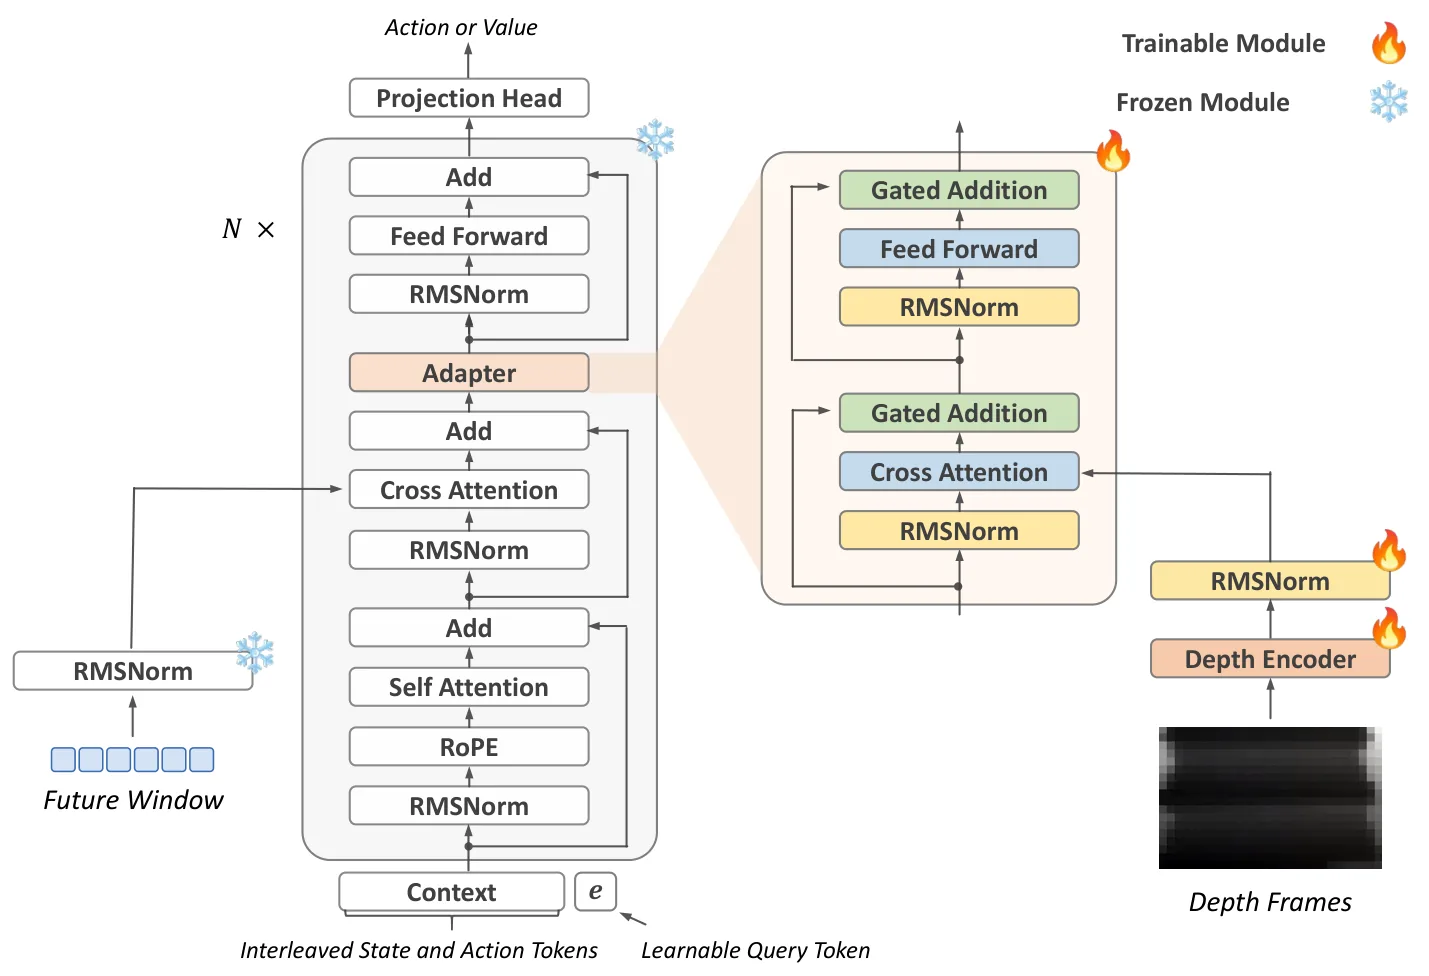 Action or Value
Projection Head
N ×
Add
Feed Forward
RMSNorm
Adapter
Add
Cross Attention
RMSNorm
Add
Self Attention
RoPE
RMSNorm
Context
e
Interleaved State and Action Tokens
Learnable Query Token
RMSNorm
Future Window
Trainable Module
Frozen Module
Gated Addition
Feed Forward
RMSNorm
Gated Addition
Cross Attention
RMSNorm
RMSNorm
Depth Encoder
Depth Frames